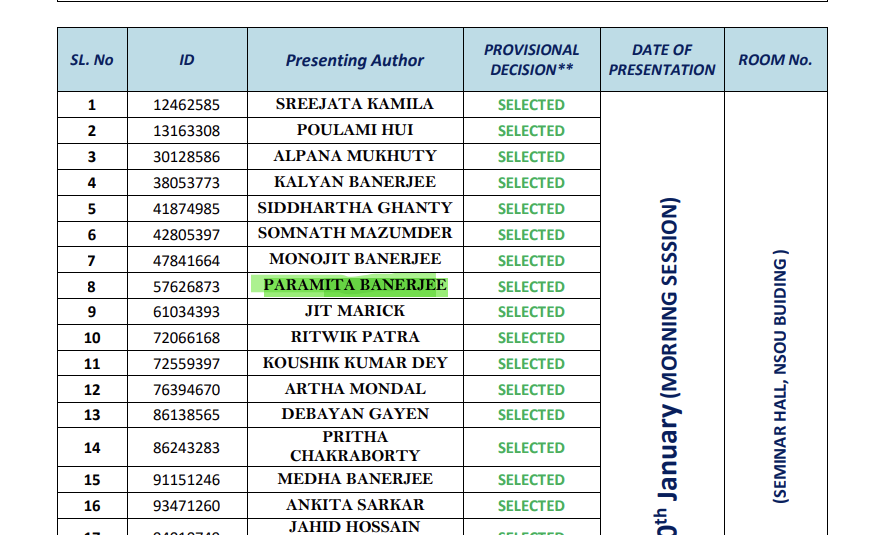 SL. No ID Presenting Author PROVISIONAL DECISION** DATE OF PRESENTATION ROOM No.
1 12462585 SREEJATA KAMILA SELECTED
2 13163308 POULAMI HUI SELECTED
3 30128586 ALPANA MUKHUTY SELECTED
4 38053773 KALYAN BANERJEE SELECTED
5 41874985 SIDDHARTHA GHANTY SELECTED
6 42805397 SOMNATH MAZUMDER SELECTED
7 47841664 MONOJIT BANERJEE SELECTED
8 57626873 PARAMITA BANERJEE SELECTED
9 61034393 JIT MARICK SELECTED
10 72066168 RITWIK PATRA SELECTED
11 72559397 KOUSHIK KUMAR DEY SELECTED
12 76394670 ARTHA MONDAL SELECTED
13 86138565 DEBAYAN GAYEN SELECTED
14 86243283 PRITHA CHAKRABORTY SELECTED
15 91151246 MEDHA BANERJEE SELECTED
16 93471260 ANKITA SARKAR SELECTED
17 JAHID HOSSAIN SELECTED
0th January (MORNING SESSION)
(SEMINAR HALL, NSOU BUIDING )